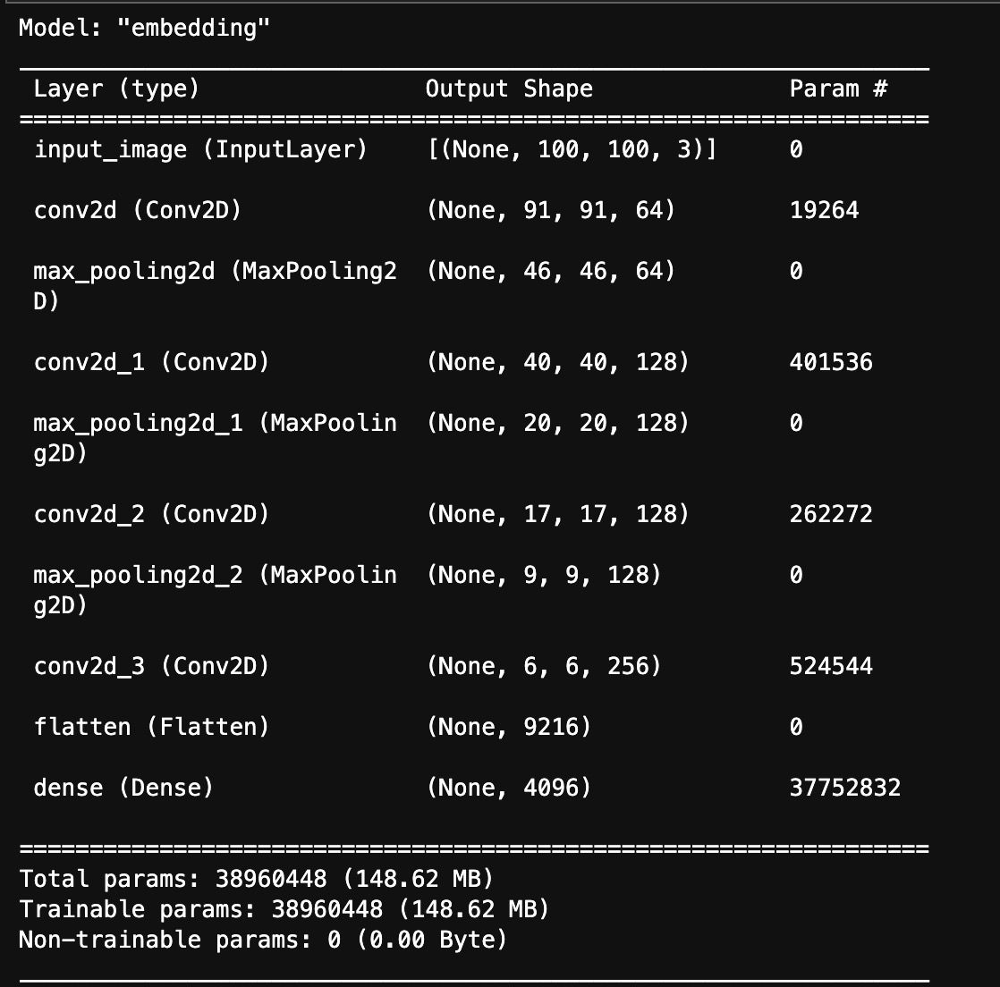 Model: "embedding"
_________________________________________________________________
Layer (type) Output Shape Param #
=================================================================
input_image (InputLayer) [(None, 100, 100, 3)] 0
conv2d (Conv2D) (None, 91, 91, 64) 19264
max_pooling2d (MaxPooling2 (None, 46, 46, 64) 0
D)
conv2d_1 (Conv2D) (None, 40, 40, 128) 401536
max_pooling2d_1 (MaxPoolin (None, 20, 20, 128) 0
g2D)
conv2d_2 (Conv2D) (None, 17, 17, 128) 262272
max_pooling2d_2 (MaxPoolin (None, 9, 9, 128) 0
g2D)
conv2d_3 (Conv2D) (None, 6, 6, 256) 524544
flatten (Flatten) (None, 9216) 0
dense (Dense) (None, 4096) 37752832
=================================================================
Total params: 38960448 (148.62 MB)
Trainable params: 38960448 (148.62 MB)
Non-trainable params: 0 (0.00 Byte)
_________________________________________________________________